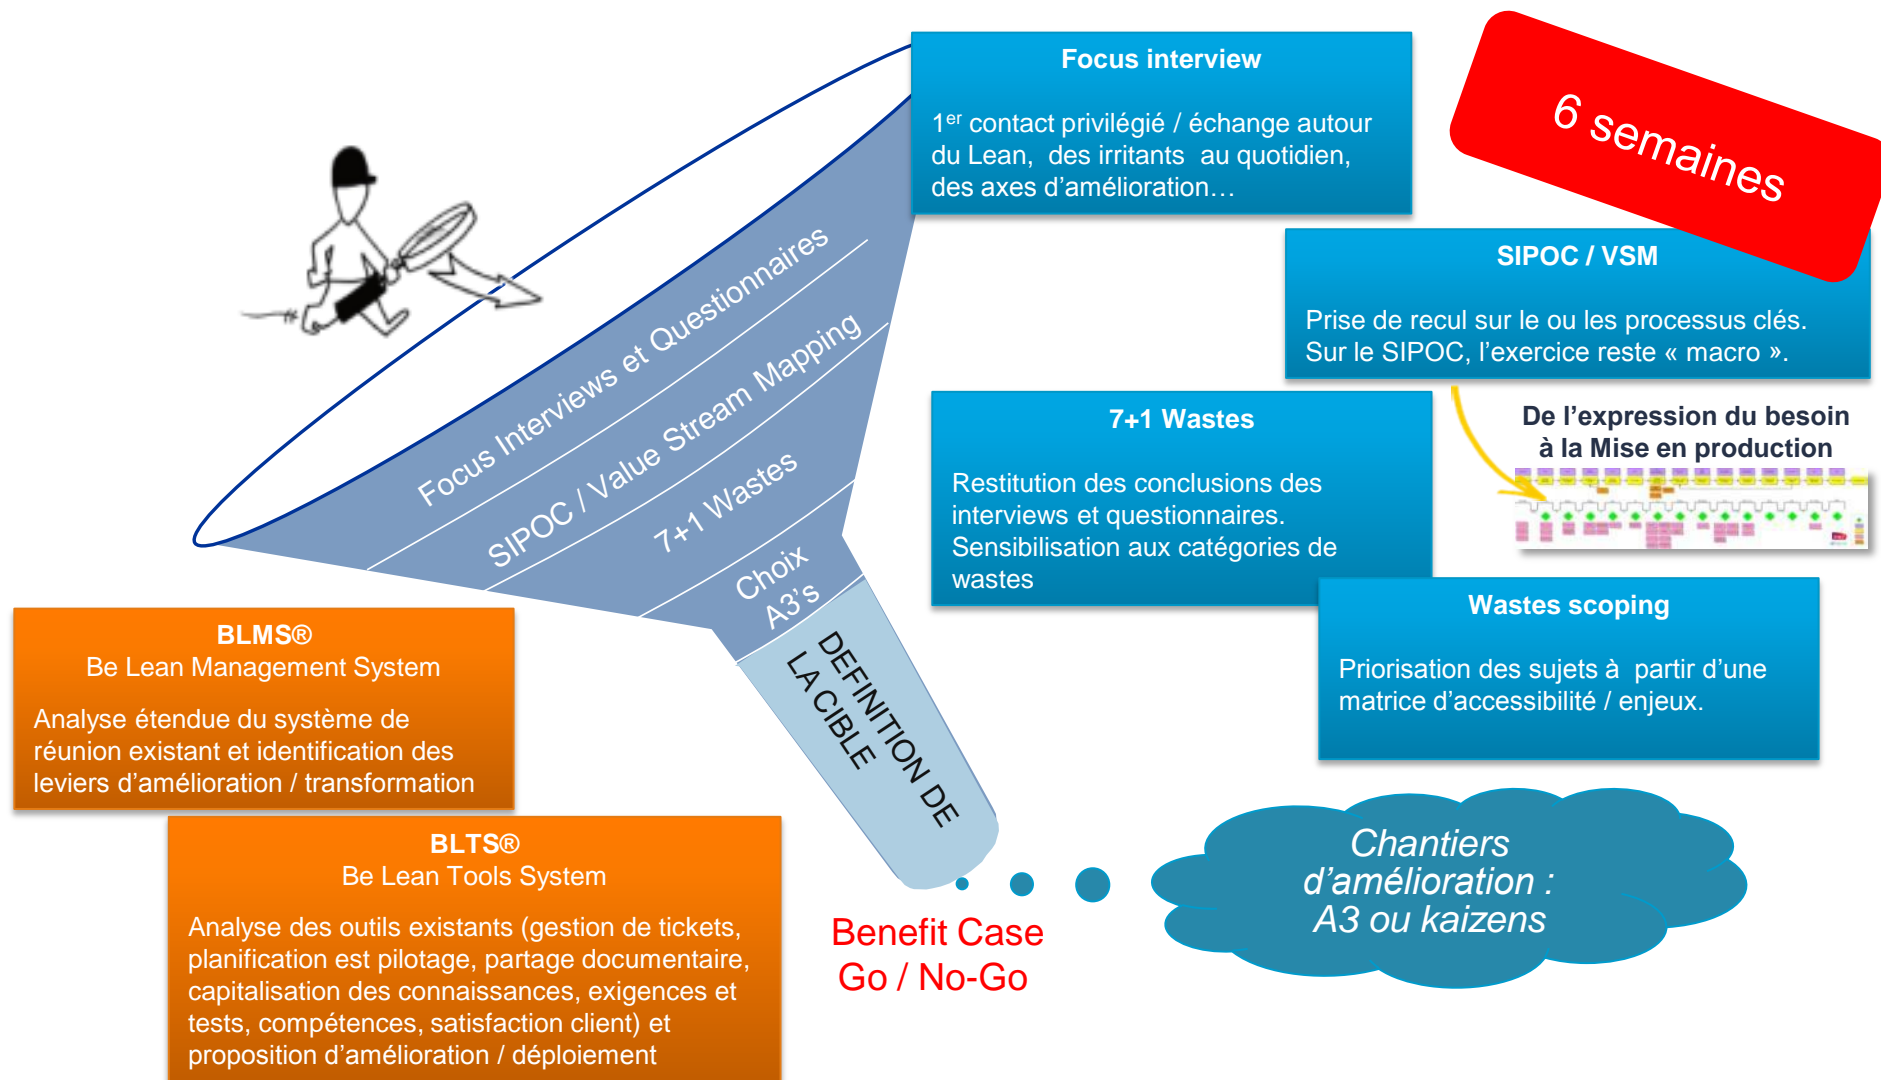 Focus interview
1er contact privilégié / échange autour
du Lean, des irritants au quotidien,
des axes d'amélioration…
6 semaines
SIPOC / VSM
Prise de recul sur le ou les processus clés.
Sur le SIPOC, l'exercice reste « macro ».
De l'expression du besoin
à la Mise en production
7+1 Wastes
Restitution des conclusions des
interviews et questionnaires.
Sensibilisation aux catégories de
wastes
Wastes scoping
Priorisation des sujets à partir d'une
matrice d'accessibilité / enjeux.
Focus Interviews et Questionnaires
SIPOC / Value Stream Mapping
7+1 Wastes
Choix
A3's
DEFINITION DE
LA CIBLE
BLMS®
Be Lean Management System
Analyse étendue du système de
réunion existant et identification des
leviers d'amélioration / transformation
BLTS®
Be Lean Tools System
Analyse des outils existants (gestion de tickets,
planification est pilotage, partage documentaire,
capitalisation des connaissances, exigences et
tests, compétences, satisfaction client) et
proposition d'amélioration / déploiement
Benefit Case
Go / No-Go
Chantiers
d'amélioration :
A3 ou kaizens